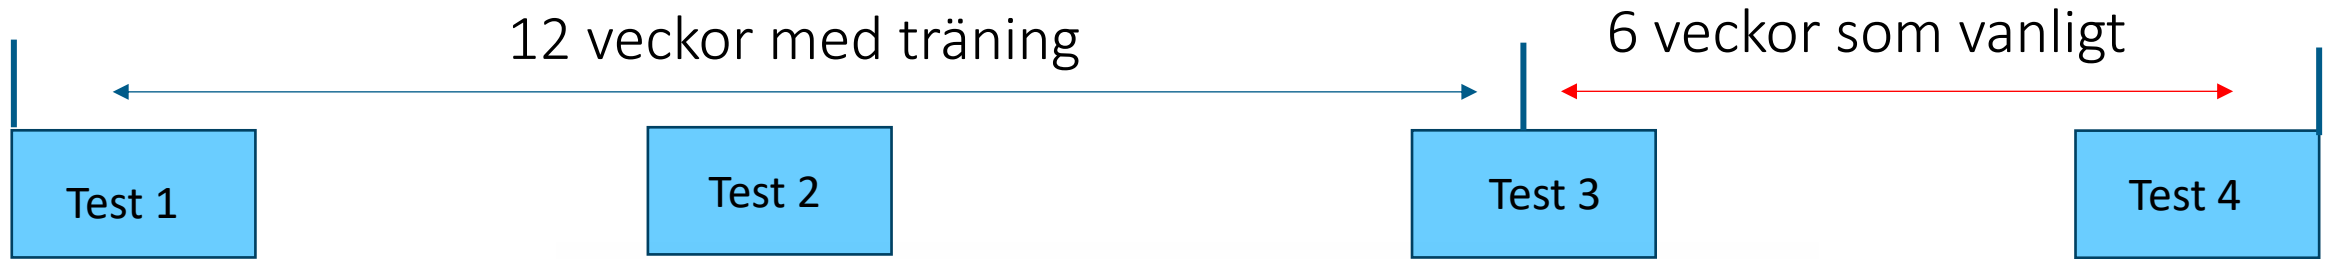 12 veckor med träning
6 veckor som vanligt
Test 1
Test 2
Test 3
Test 4